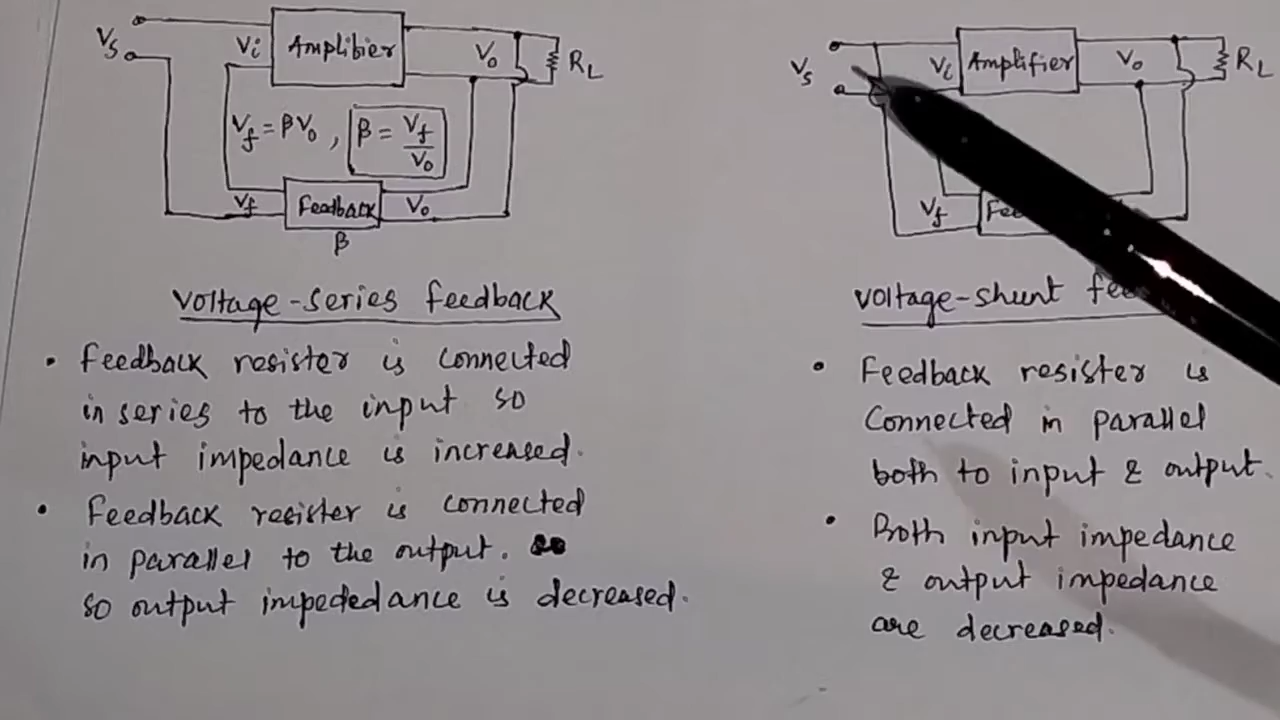 Vs
Vi
Amplibier
Vo
RL
Vf = βVo , β = Vf/Vo
Vf
Feedback
Vo
β
Voltage-series feedback
• Feedback resister is connected
in series to the input so
input impedance is increased.
• Feedback resister is connected
in parallel to the output.
so output impededance is decreased.
Vs
Vi
Amplifier
Vo
RL
Vf
Voltage-shunt
• Feedback resister is
Connected in parallel
both to input & output.
• Both input impedance
& output impedance
are decreased.